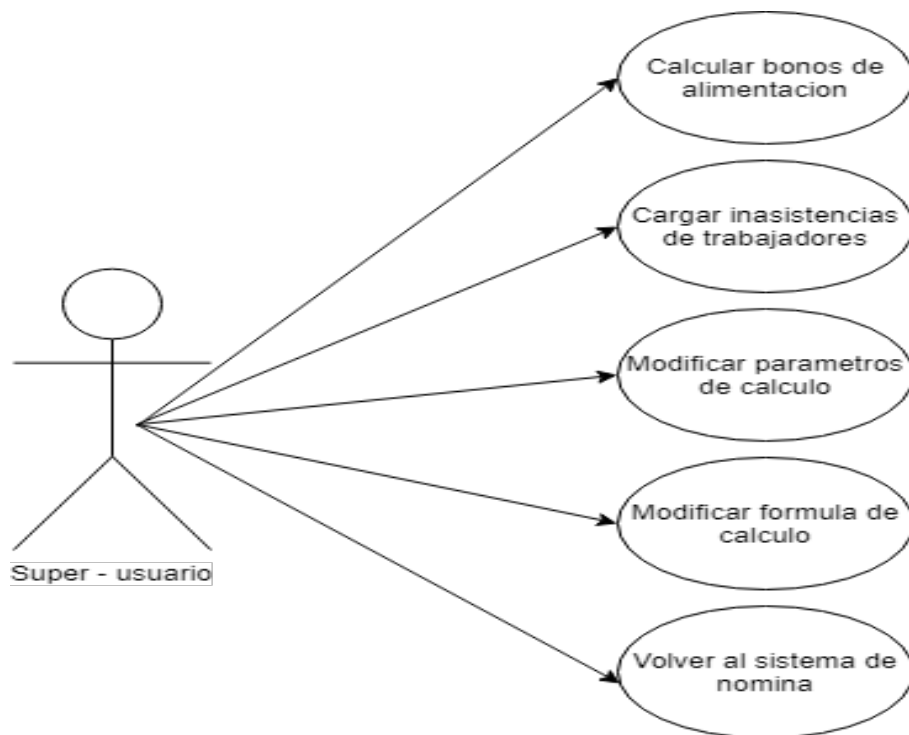 Calcular bonos de
alimentacion
Cargar inasistencias
de trabajadores
Modificar parametros
de calculo
Modificar formula de
calculo
Super - usuario
Volver al sistema de
nomina